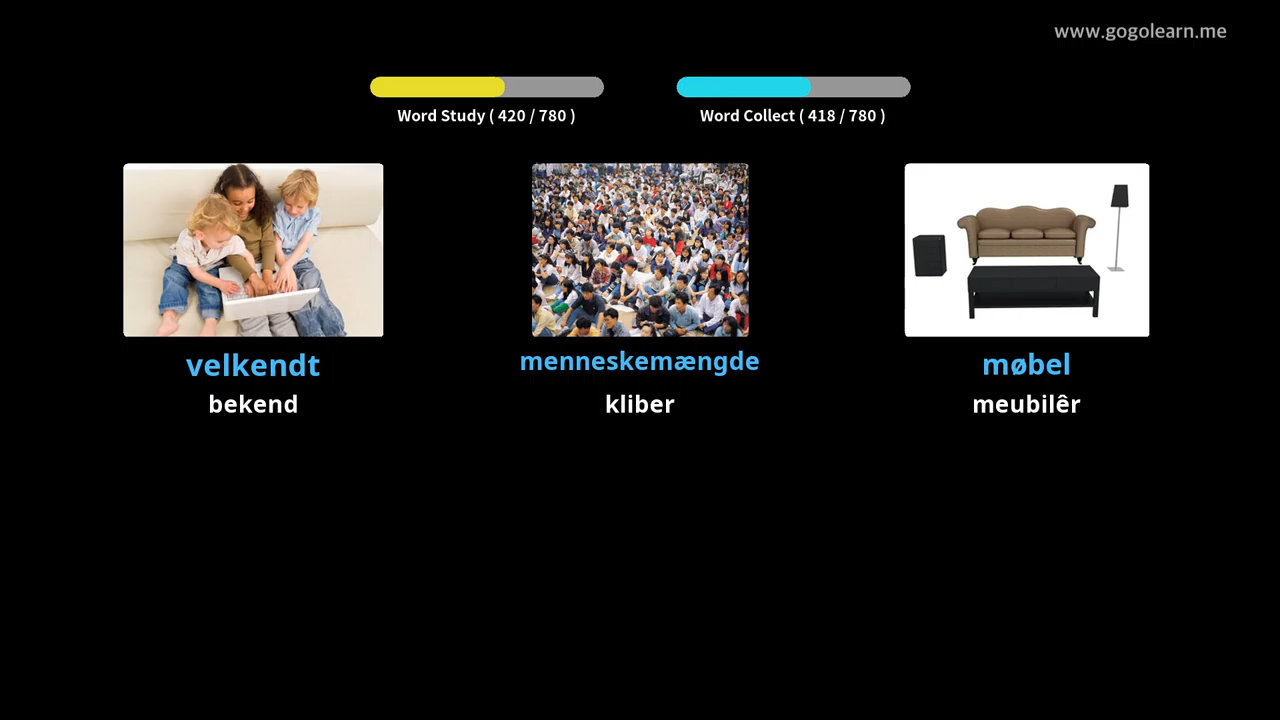 www.gogolearn.me
Word Study ( 420 / 780 )
Word Collect ( 418 / 780 )
velkendt
menneskemængde
møbel
bekend
kliber
meubilêr